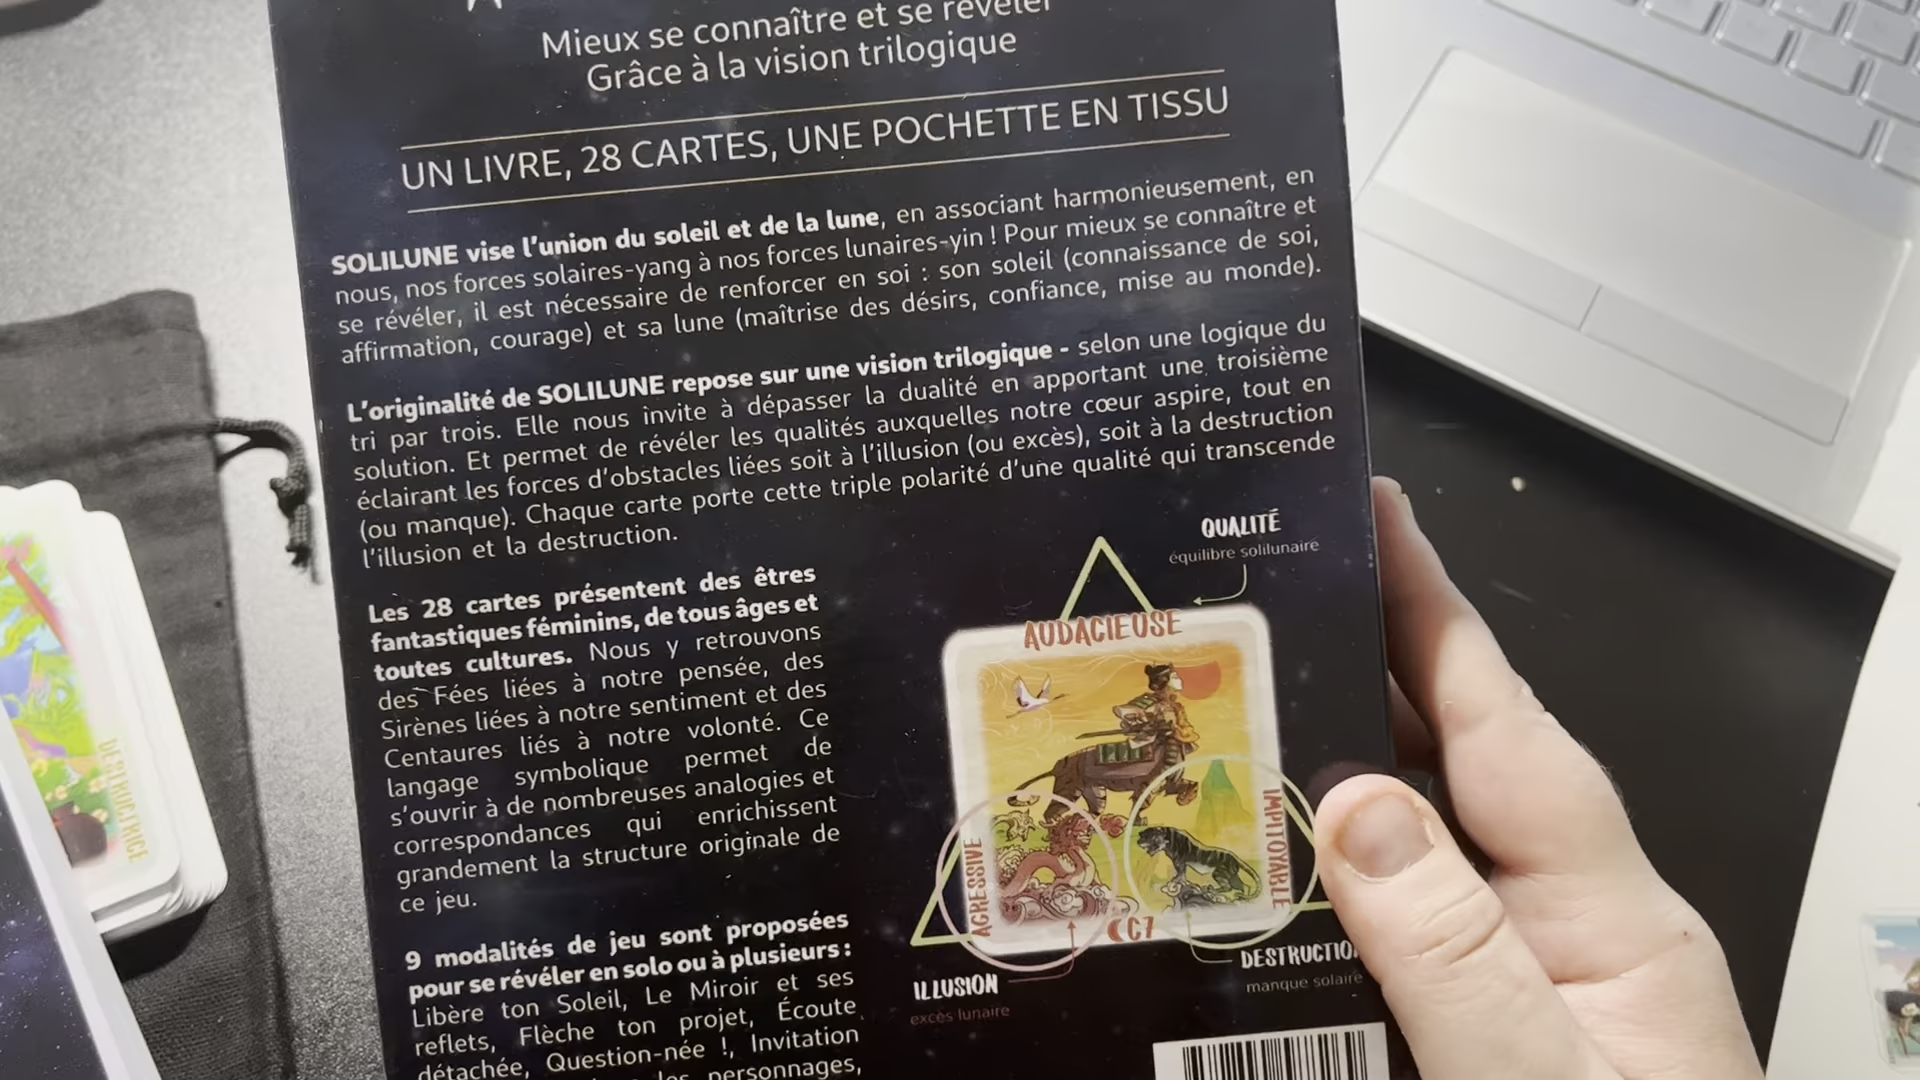 Mieux se connaître et se révéler
Grâce à la vision trilogique
UN LIVRE, 28 CARTES, UNE POCHETTE EN TISSU
SOLILUNE vise l'union du soleil et de la lune, en associant harmonieusement, en
nous, nos forces solaires-yang à nos forces lunaires-yin ! Pour mieux se connaître et
se révéler, il est nécessaire de renforcer en soi : son soleil (connaissance de soi,
affirmation, courage) et sa lune (maîtrise des désirs, confiance, mise au monde).
L'originalité de SOLILUNE repose sur une vision trilogique - selon une logique du
tri par trois. Elle nous invite à dépasser la dualité en apportant une troisième
solution. Et permet de révéler les qualités auxquelles notre cœur aspire, tout en
éclairant les forces d'obstacles liées soit à l'illusion (ou excès), soit à la destruction
(ou manque). Chaque carte porte cette triple polarité d'une qualité qui transcende
l'illusion et la destruction.
Les 28 cartes présentent des êtres
fantastiques féminins, de tous âges et
toutes cultures. Nous y retrouvons
des Fées liées à notre pensée, des
Sirènes liées à notre sentiment et des
Centaures liés à notre volonté. Ce
langage symbolique permet de
s'ouvrir à de nombreuses analogies et
correspondances qui enrichissent
grandement la structure originale de
ce jeu.
9 modalités de jeu sont proposées
pour se révéler en solo ou à plusieurs :
Libère ton Soleil, Le Miroir et ses
reflets, Flèche ton projet, Écoute
détachée, Question-née !, Invitation
les personnages,
QUALITÉ
équilibre solilunaire
AUDACIEUSE
AGRESSIVE
IMPITOYABLE
C7
ILLUSION
excès lunaire
DESTRUCTIO
manque solaire
DESTRUCTRICE